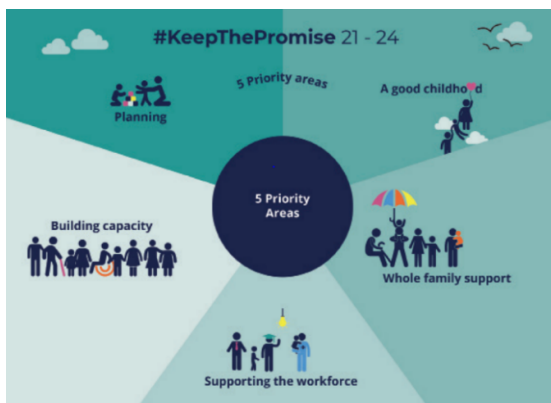 #KeepThePromise 21 - 24
5 Priority areas
Planning
A good childhood
5 Priority
Areas
Building capacity
Whole family support
Supporting the workforce